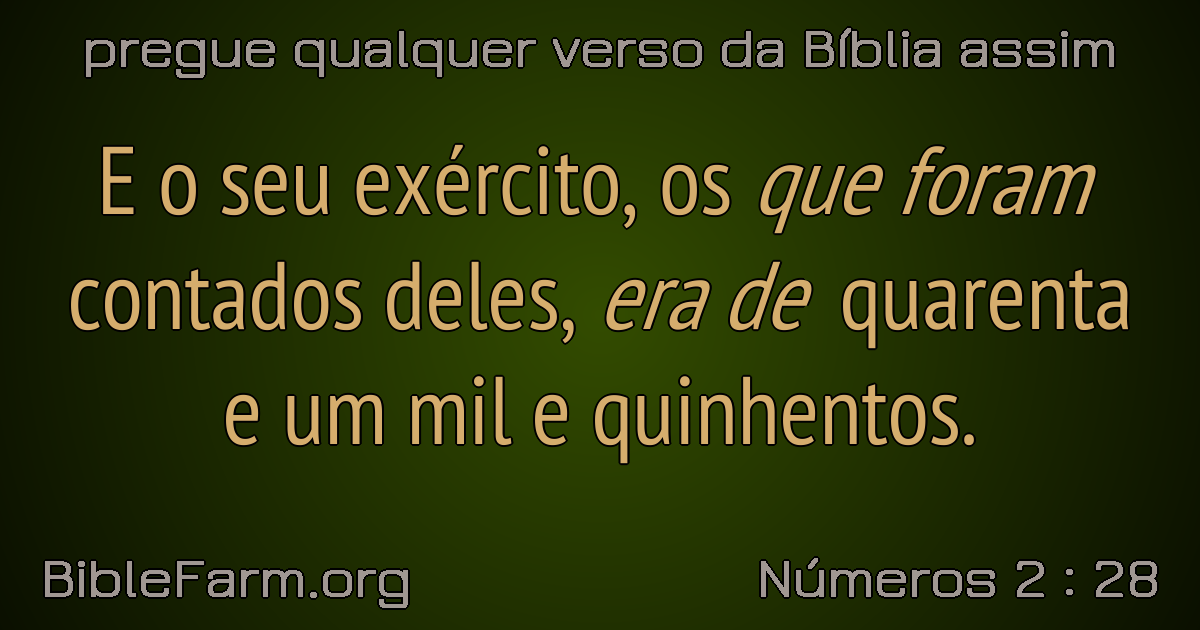 pregue qualquer verso da Bíblia assim
E o seu exército, os que foram
contados deles, era de quarenta
e um mil e quinhentos.
BibleFarm.org
Números 2 : 28